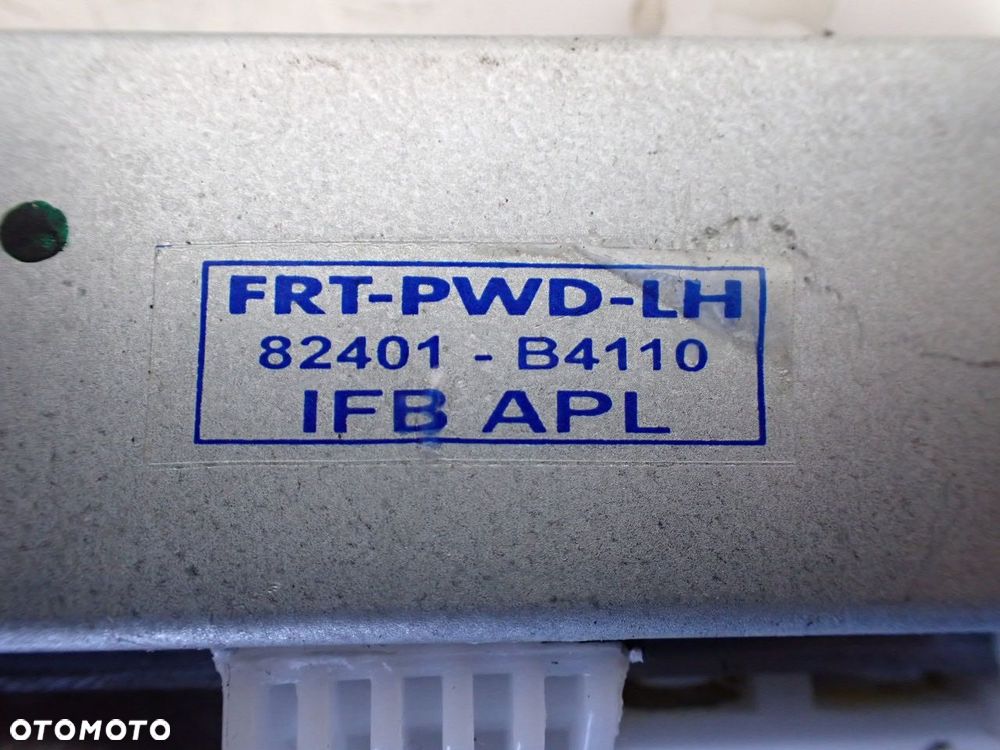 FRT-PWD-LH
82401 - B4110
IFB APL
OTOMOTO